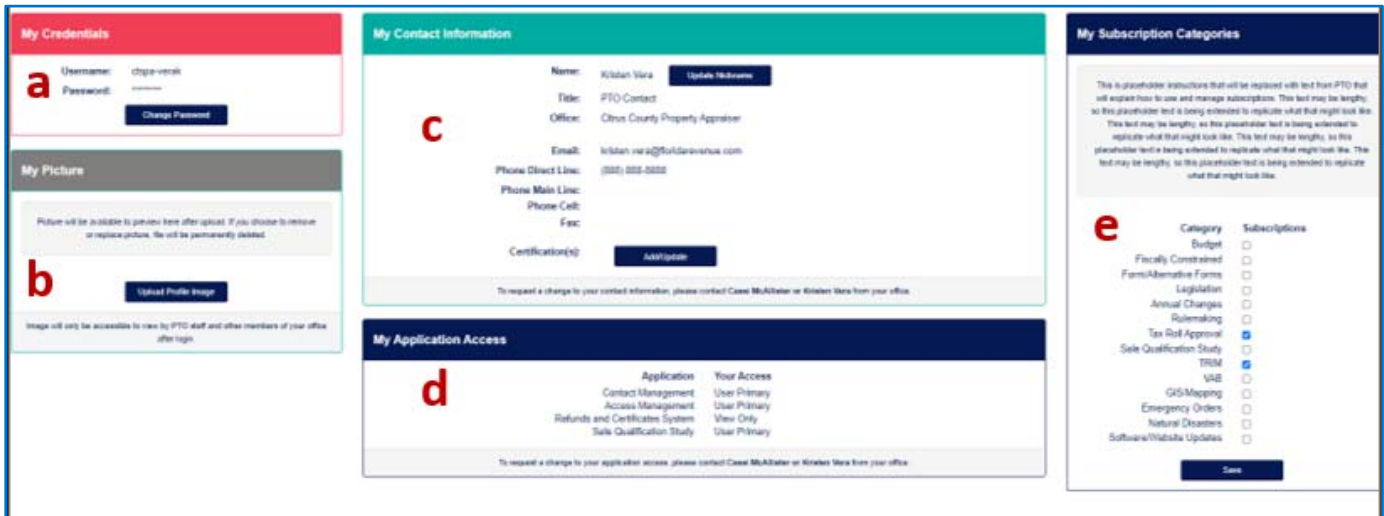 My Credentials
a
Username: chpa-verak
Password: ********
Change Password
My Picture
Picture will be available to preview here after upload. If you choose to remove
or replace picture, file will be permanently deleted.
b
Upload Profile Image
Image will only be accessible to view by PTO staff and other members of your office
after login.
My Contact Information
c
Name: Kristen Vera Update Nickname
Title: PTO Contact
Office: Citrus County Property Appraiser
Email: kristen.vera@floridarevenue.com
Phone Direct Line: (888) 888-8888
Phone Main Line:
Phone Cell:
Fax:
Certification(s): Add/Update
To request a change to your contact information, please contact Cassi McAllister or Kristen Vera from your office.
My Application Access
d
Application Your Access
Contact Management User Primary
Access Management User Primary
Refunds and Certificates System View Only
Sale Qualification Study User Primary
To request a change to your application access, please contact Cassi McAllister or Kristen Vera from your office.
My Subscription Categories
This is placeholder instructions that will be replaced with text from PTO that
will explain how to use and manage subscriptions. This text may be lengthy,
so this placeholder text is being extended to replicate what that might look like.
This text may be lengthy, so this placeholder text is being extended to
replicate what that might look like. This text may be lengthy, so this
placeholder text is being extended to replicate what that might look like. This
text may be lengthy, so this placeholder text is being extended to replicate
what that might look like.
e
Category Subscriptions
Budget
Fiscally Constrained
Form/Alternative Forms
Legislation
Annual Changes
Rulemaking
Tax Roll Approval
Sale Qualification Study
TRIM
VAB
GIS/Mapping
Emergency Orders
Natural Disasters
Software/Website Updates
Save